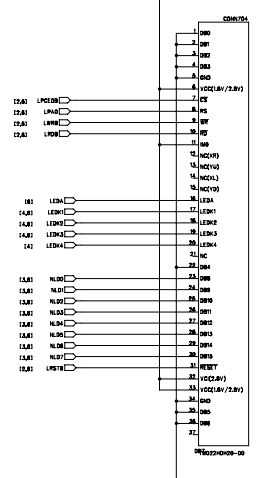 CONN704
1 DB0
2 DB1
3 DB2
4 DB3
5 GND
6 VCC(1.8V/2.8V)
[2,6] LPCE0B 7 CS
[2,6] LPA0 8 RS
[2,6] LWRB 9 WR
[2,6] LRDB 10 RD
11 IM0
12 NC(XR)
13 NC(YU)
14 NC(XL)
15 NC(YD)
[6] LEDA 16 LEDA
[4,6] LEDK1 17 LEDK1
[4,6] LEDK2 18 LEDK2
[4,6] LEDK3 19 LEDK3
[4] LEDK4 20 LEDK4
21 NC
22 DB4
[3,6] NLD0 23 DB8
[3,6] NLD1 24 DB9
[3,6] NLD2 25 DB10
[3,6] NLD3 26 DB11
[3,6] NLD4 27 DB12
[3,6] NLD5 28 DB13
[3,6] NLD6 29 DB14
[3,6] NLD7 30 DB15
[2,6] LRSTB 31 RESET
32 VCI(2.8V)
33 VCC(1.8V/2.8V)
34 GND
35 DB5
36 DB6
37
DB7